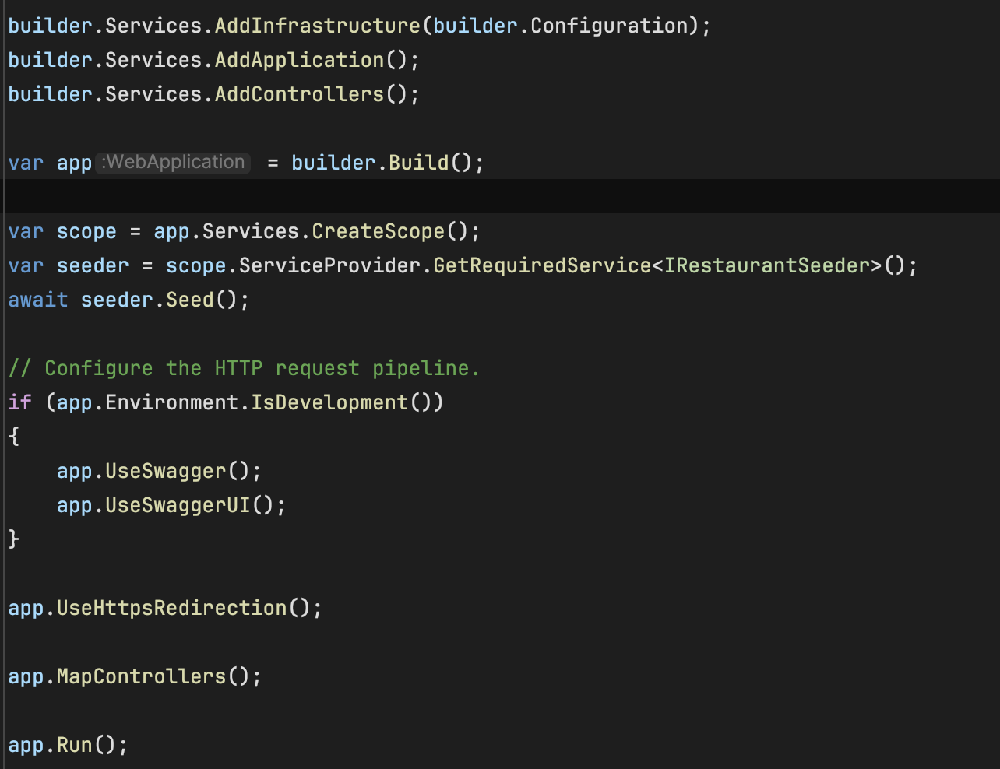 builder.Services.AddInfrastructure(builder.Configuration);
builder.Services.AddApplication();
builder.Services.AddControllers();
var app :WebApplication = builder.Build();
var scope = app.Services.CreateScope();
var seeder = scope.ServiceProvider.GetRequiredService<IRestaurantSeeder>();
await seeder.Seed();
// Configure the HTTP request pipeline.
if (app.Environment.IsDevelopment())
{
    app.UseSwagger();
    app.UseSwaggerUI();
}
app.UseHttpsRedirection();
app.MapControllers();
app.Run();